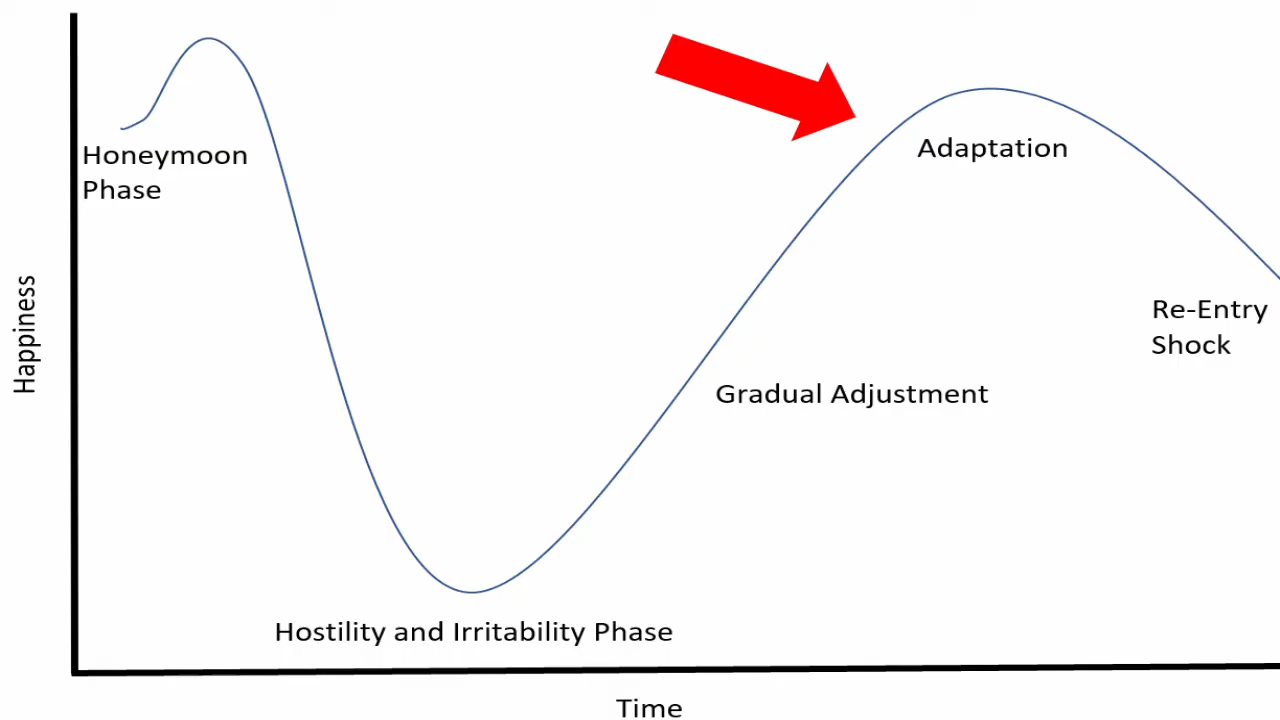 Honeymoon
Phase
Adaptation
Happiness
Re-Entry
Shock
Gradual Adjustment
Hostility and Irritability Phase
Time